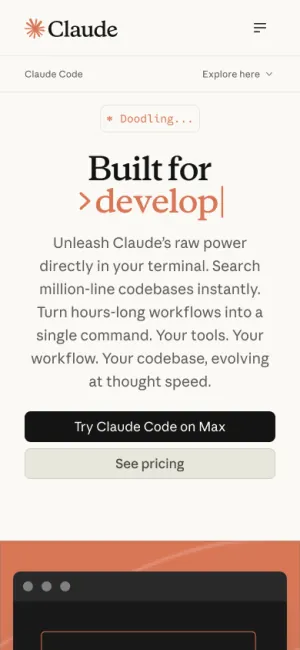 Claude
Claude Code
Explore here
Doodling...
Built for
>develop
Unleash Claude's raw power
directly in your terminal. Search
million-line codebases instantly.
Turn hours-long workflows into a
single command. Your tools. Your
workflow. Your codebase, evolving
at thought speed.
Try Claude Code on Max
See pricing